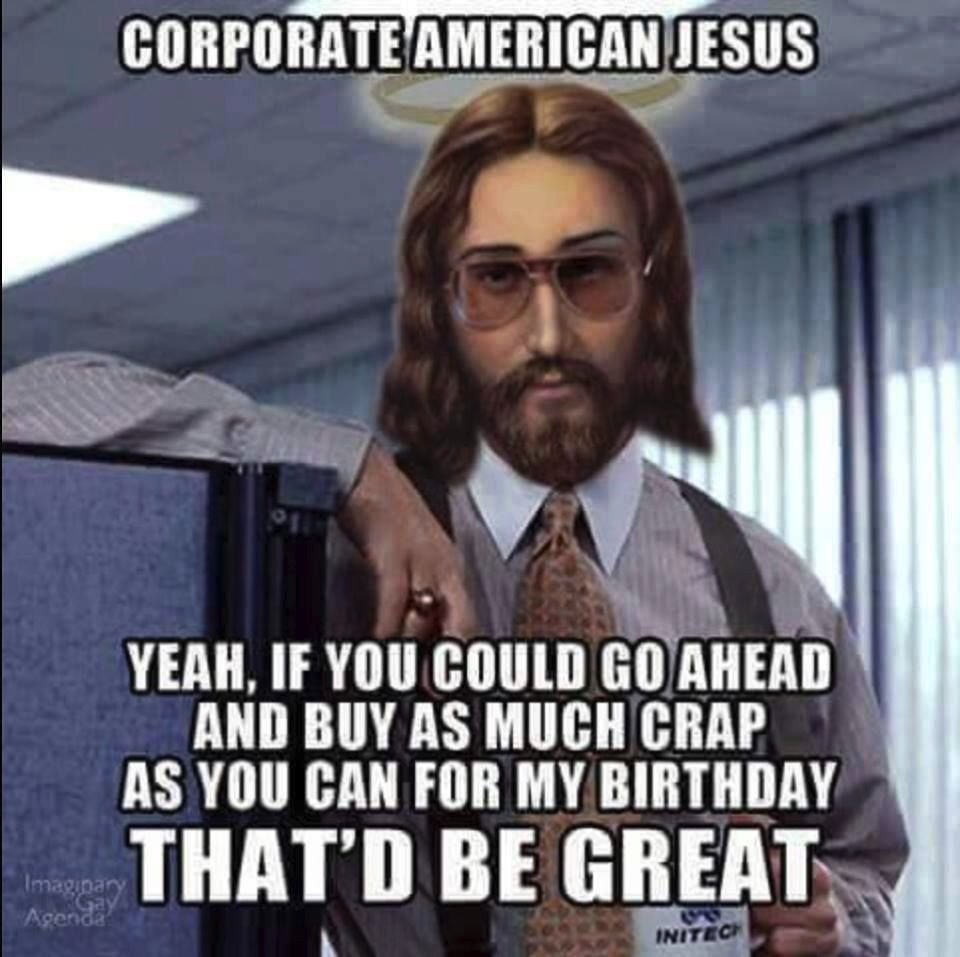 CORPORATE AMERICAN JESUS
YEAH, IF YOU COULD GO AHEAD
AND BUY AS MUCH CRAP
AS YOU CAN FOR MY BIRTHDAY
THAT'D BE GREAT
Imaginary
Gay
Agenda
INITECH